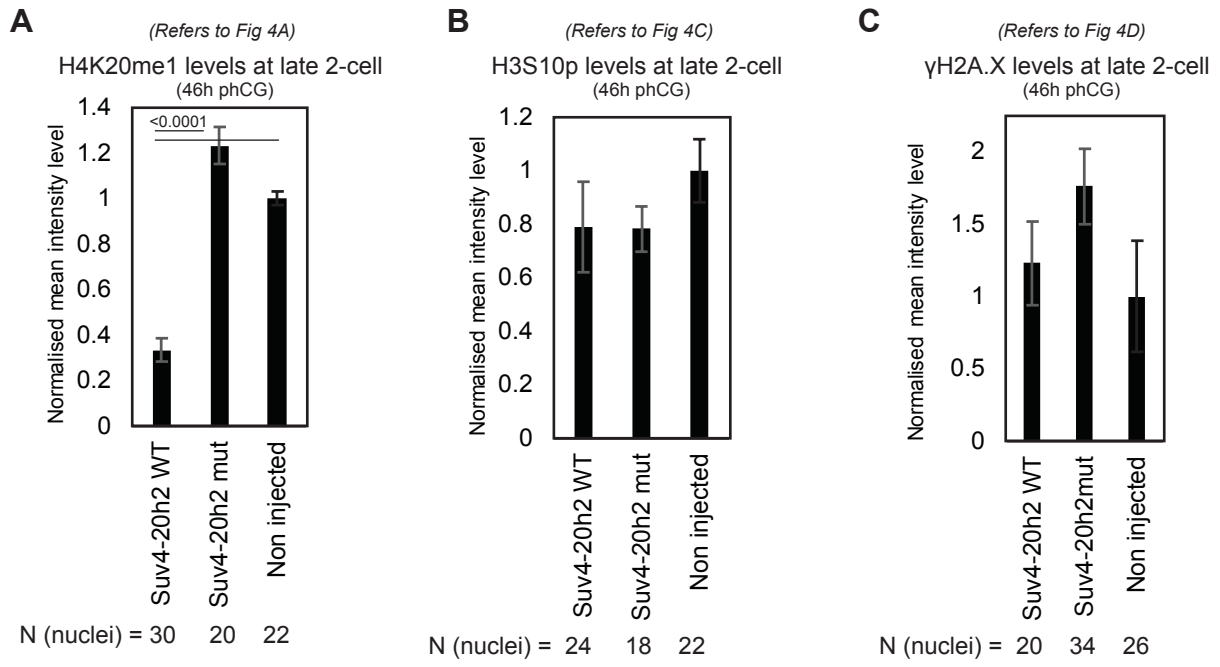 A
(Refers to Fig 4A)
H4K20me1 levels at late 2-cell
(46h phCG)
Normalised mean intensity level
1.4
1.2
1
0.8
0.6
0.4
0.2
0
<0.0001
Suv4-20h2 WT
Suv4-20h2 mut
Non injected
N (nuclei) = 30 20 22
B
(Refers to Fig 4C)
H3S10p levels at late 2-cell
(46h phCG)
Normalised mean intensity level
1.2
1
0.8
0.6
0.4
0.2
0
Suv4-20h2 WT
Suv4-20h2 mut
Non injected
N (nuclei) = 24 18 22
C
(Refers to Fig 4D)
γH2A.X levels at late 2-cell
(46h phCG)
Normalised mean intensity level
2
1.5
1
0.5
0
Suv4-20h2 WT
Suv4-20h2mut
Non injected
N (nuclei) = 20 34 26